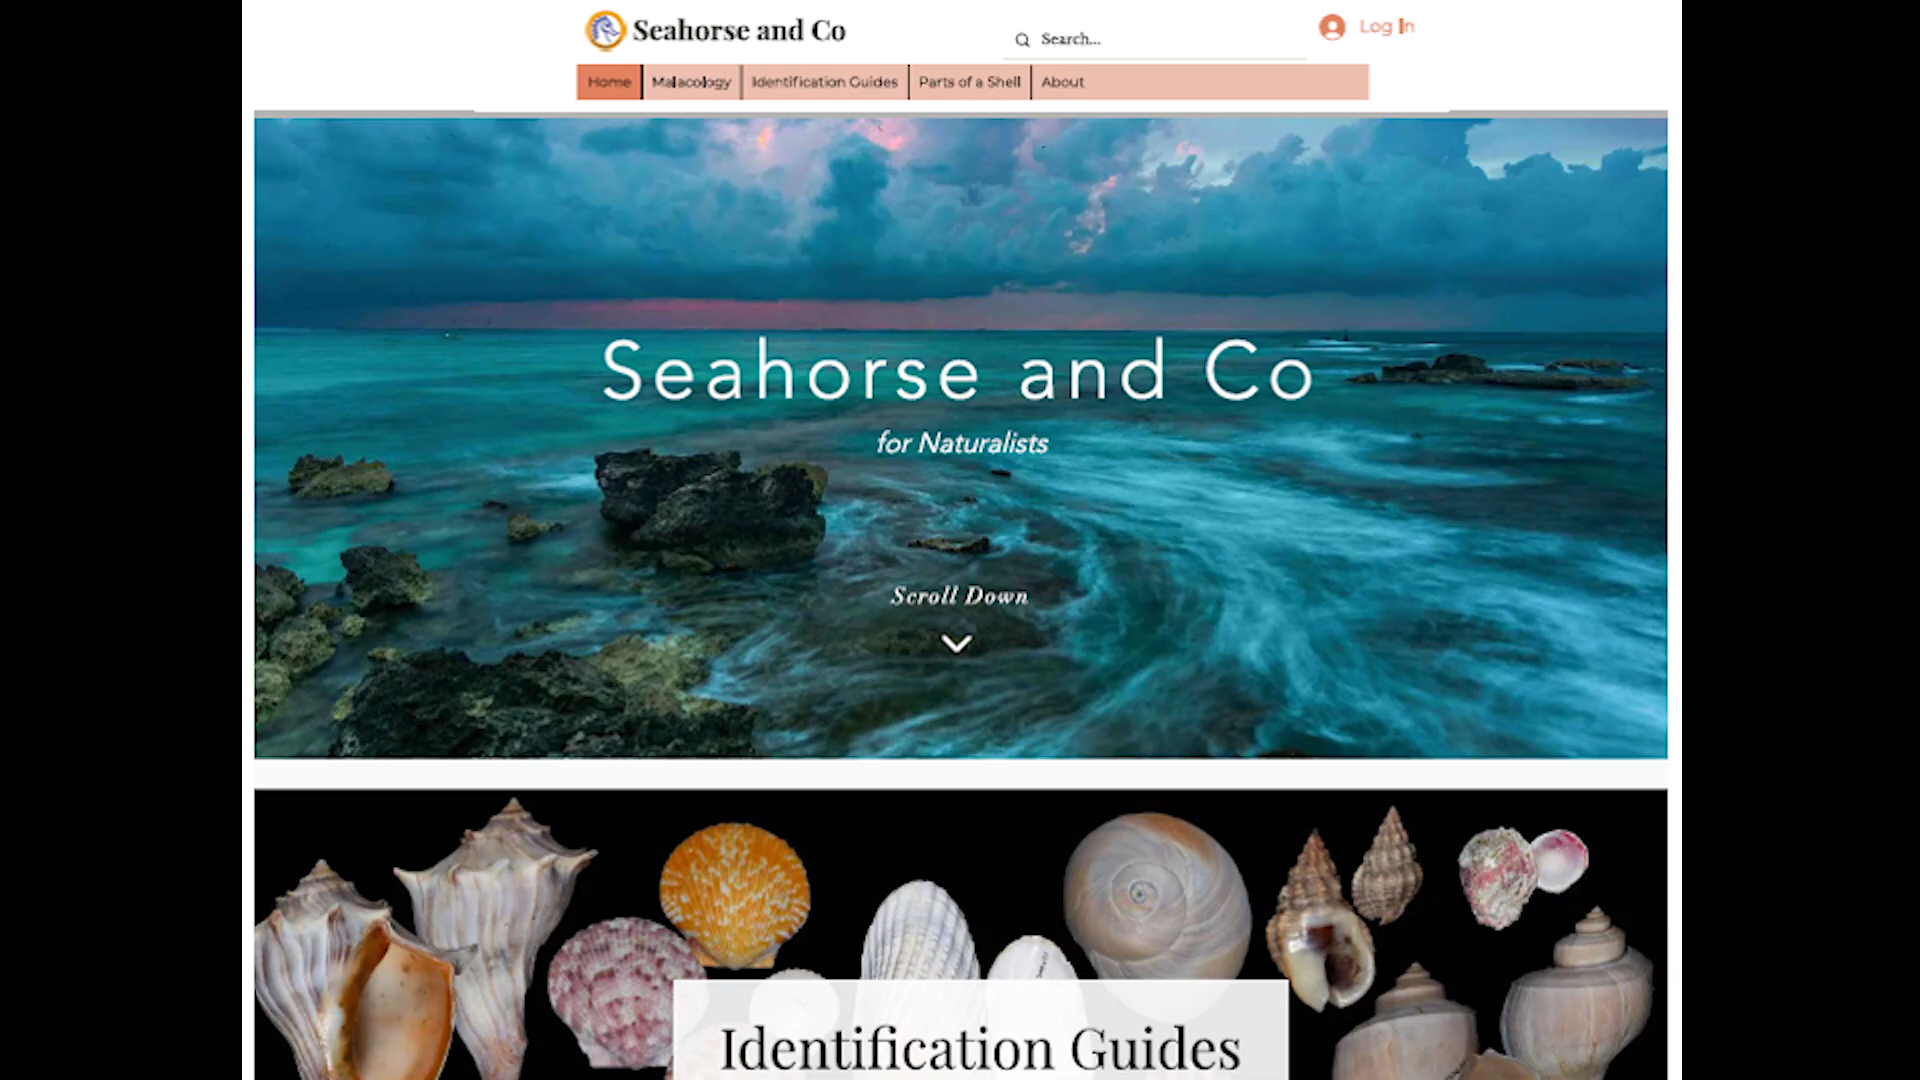 Seahorse and Co
Search...
Log In
Home
Malacology
Identification Guides
Parts of a Shell
About
Seahorse and Co
for Naturalists
Scroll Down
Identification Guides